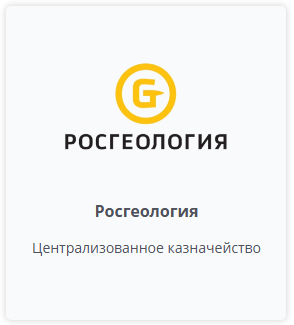 G
РОСГЕОЛОГИЯ
Росгеология
Централизованное казначейство